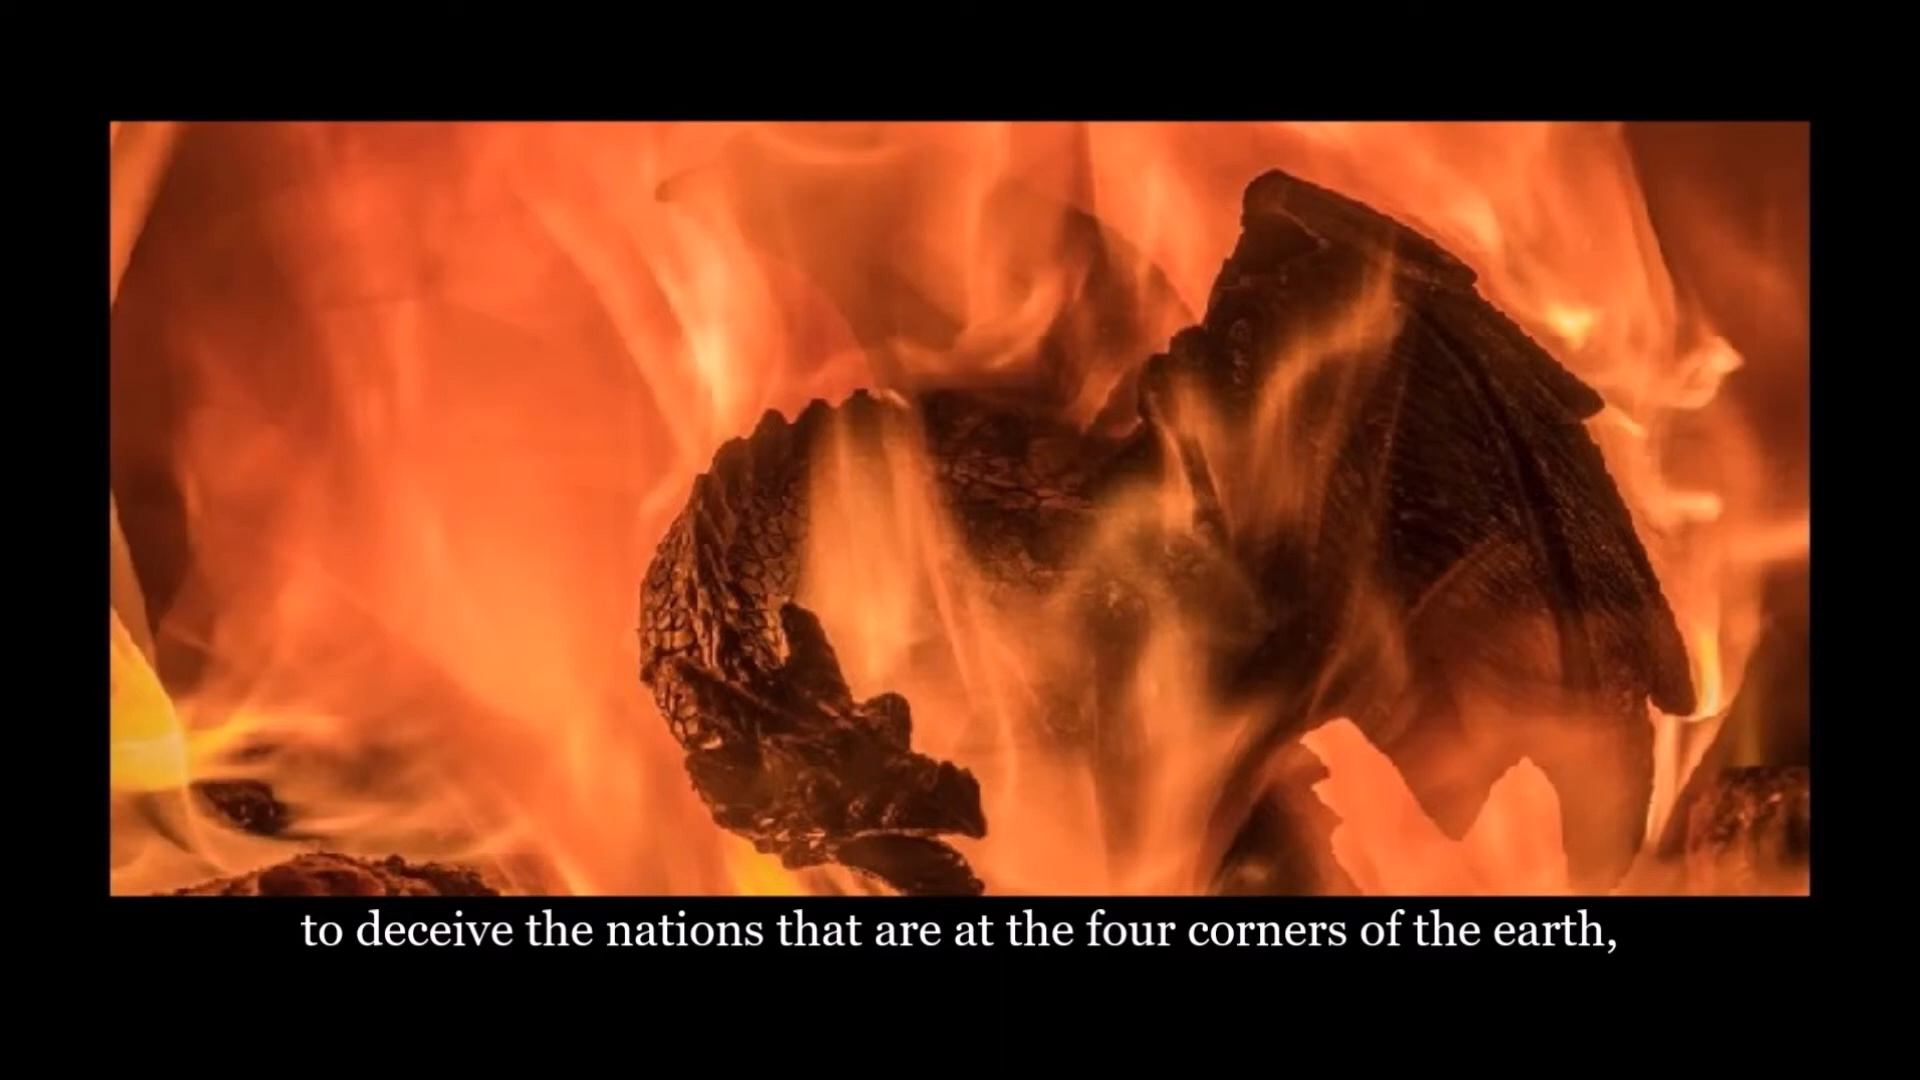 to deceive the nations that are at the four corners of the earth,